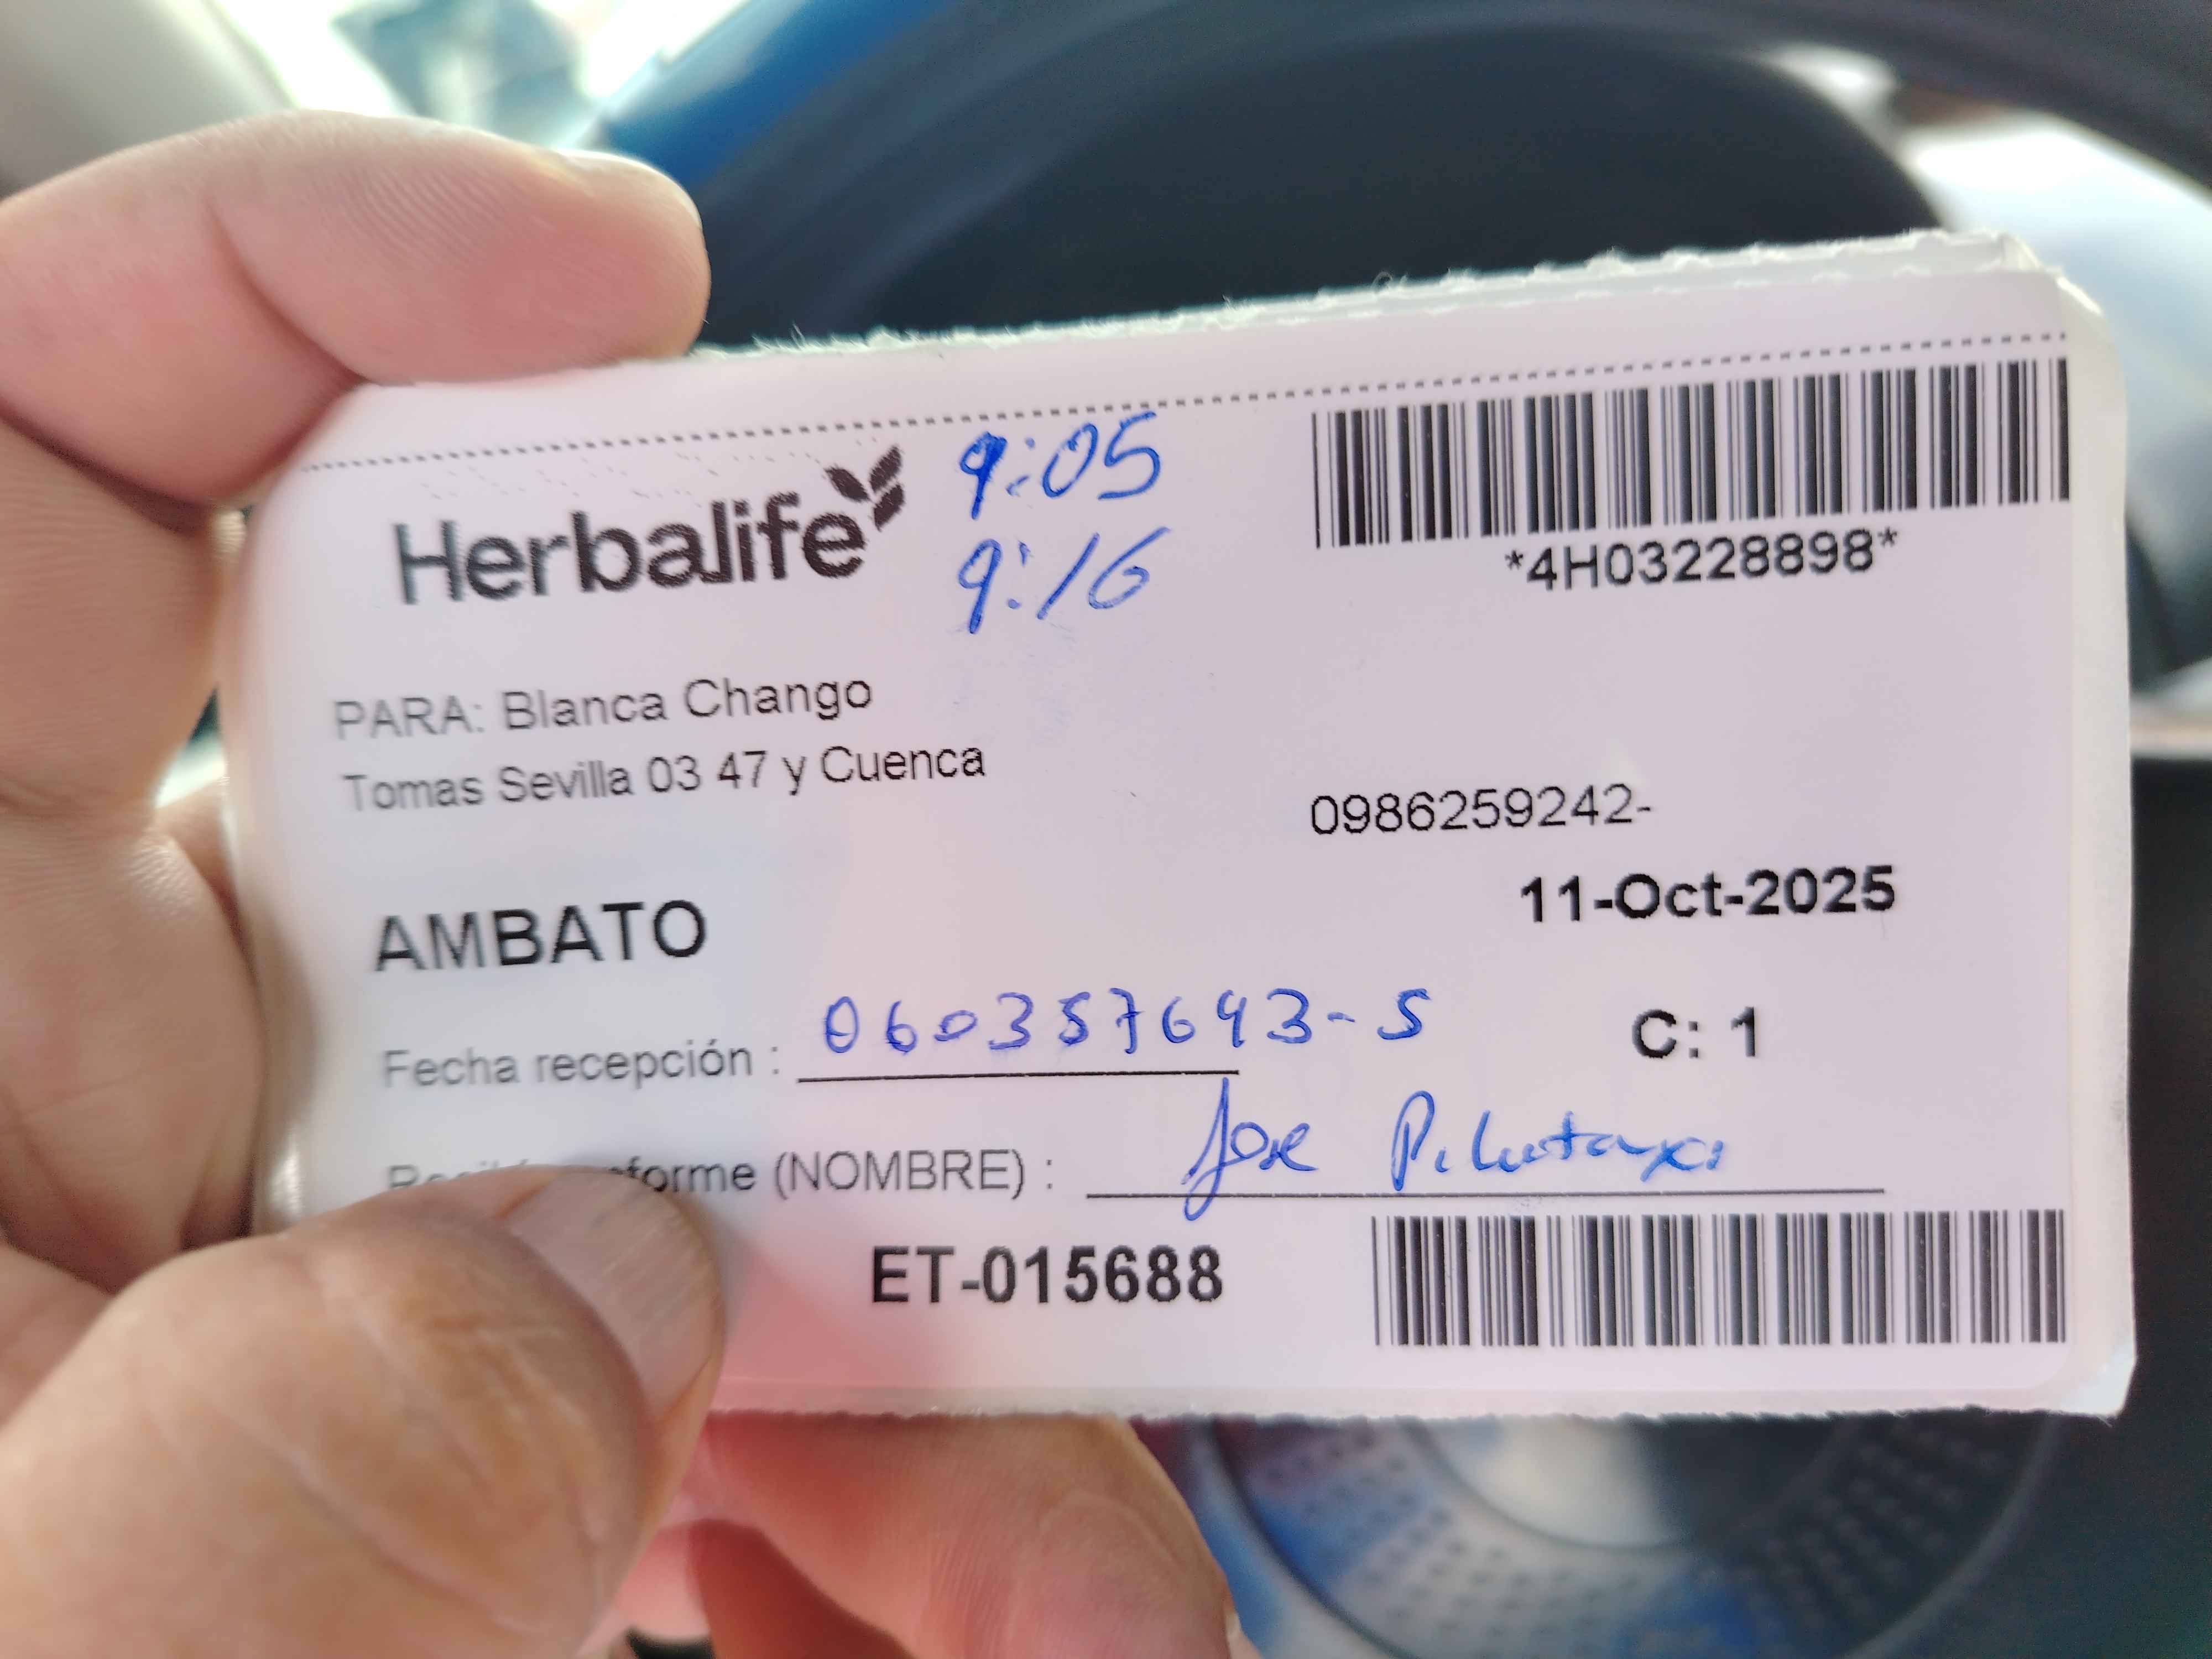 Herbalife
9:05
9:16
*4H03228898*
PARA: Blanca Chango
Tomas Sevilla 03 47 y Cuenca
0986259242-
11-Oct-2025
AMBATO
Fecha recepción : 060357643-5
C: 1
(NOMBRE) : Jose
ET-015688